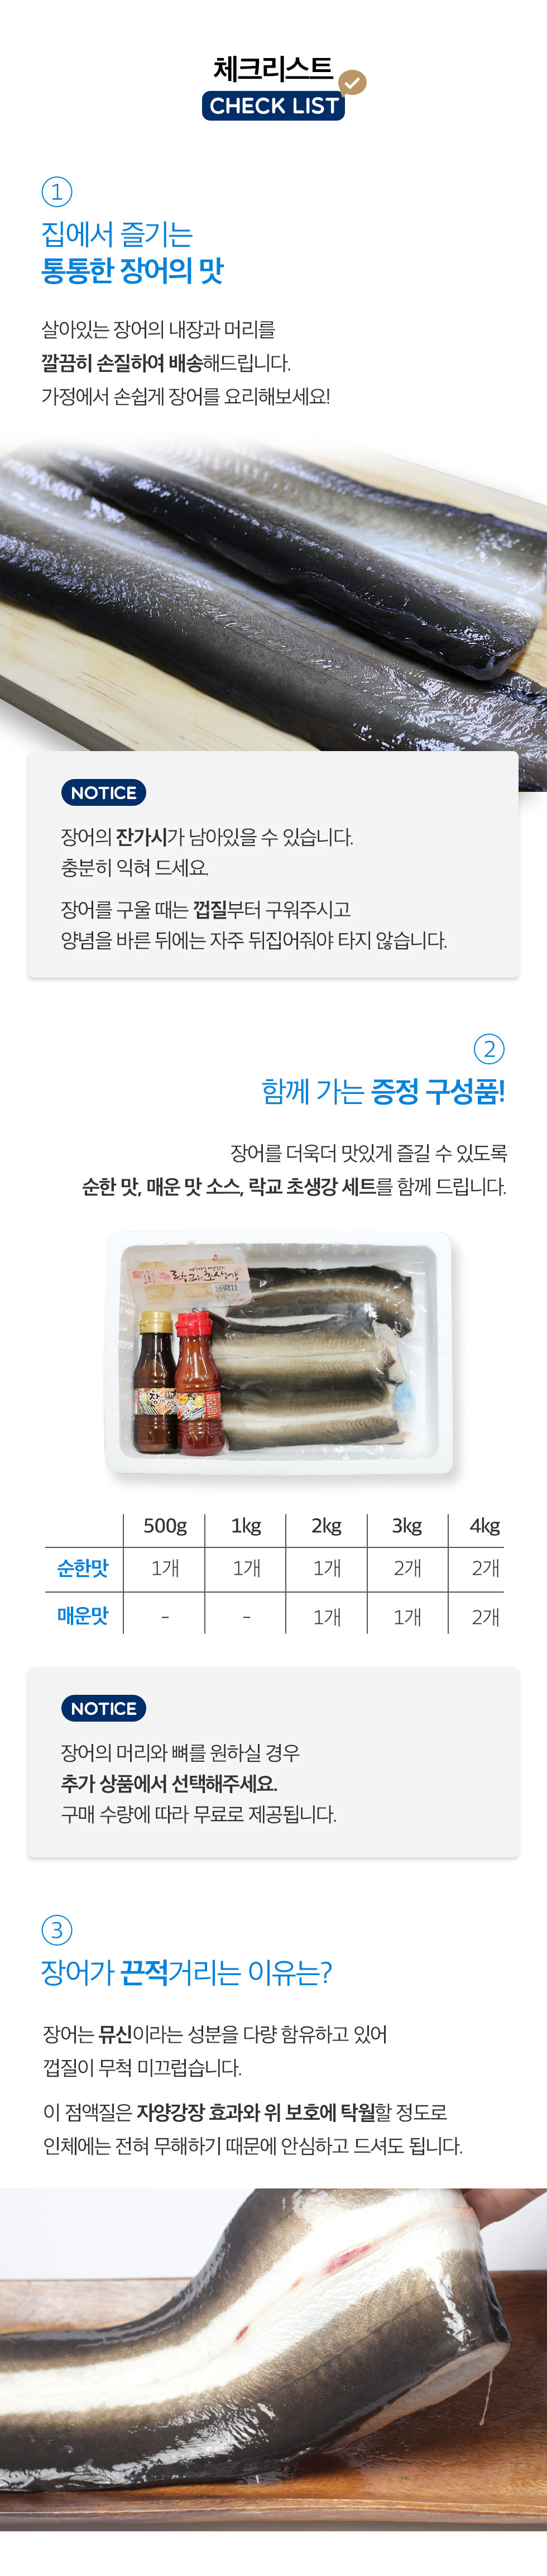 체크리스트
CHECK LIST
1
집에서 즐기는
통통한 장어의 맛
살아있는 장어의 내장과 머리를
깔끔히 손질하여 배송해드립니다.
가정에서 손쉽게 장어를 요리해보세요!
NOTICE
장어의 잔가시가 남아있을 수 있습니다.
충분히 익혀 드세요.
장어를 구울 때는 껍질부터 구워주시고
양념을 바른 뒤에는 자주 뒤집어줘야 타지 않습니다.
2
함께 가는 증정 구성품!
장어를 더욱더 맛있게 즐길 수 있도록
순한 맛, 매운 맛 소스, 락교 초생강 세트를 함께 드립니다.
락교와초생강
500g 1kg 2kg 3kg 4kg
순한맛 1개 1개 1개 2개 2개
매운맛 - - 1개 1개 2개
NOTICE
장어의 머리와 뼈를 원하실 경우
추가 상품에서 선택해주세요.
구매 수량에 따라 무료로 제공됩니다.
3
장어가 끈적거리는 이유는?
장어는 뮤신이라는 성분을 다량 함유하고 있어
껍질이 무척 미끄럽습니다.
이 점액질은 자양강장 효과와 위 보호에 탁월할 정도로
인체에는 전혀 무해하기 때문에 안심하고 드셔도 됩니다.